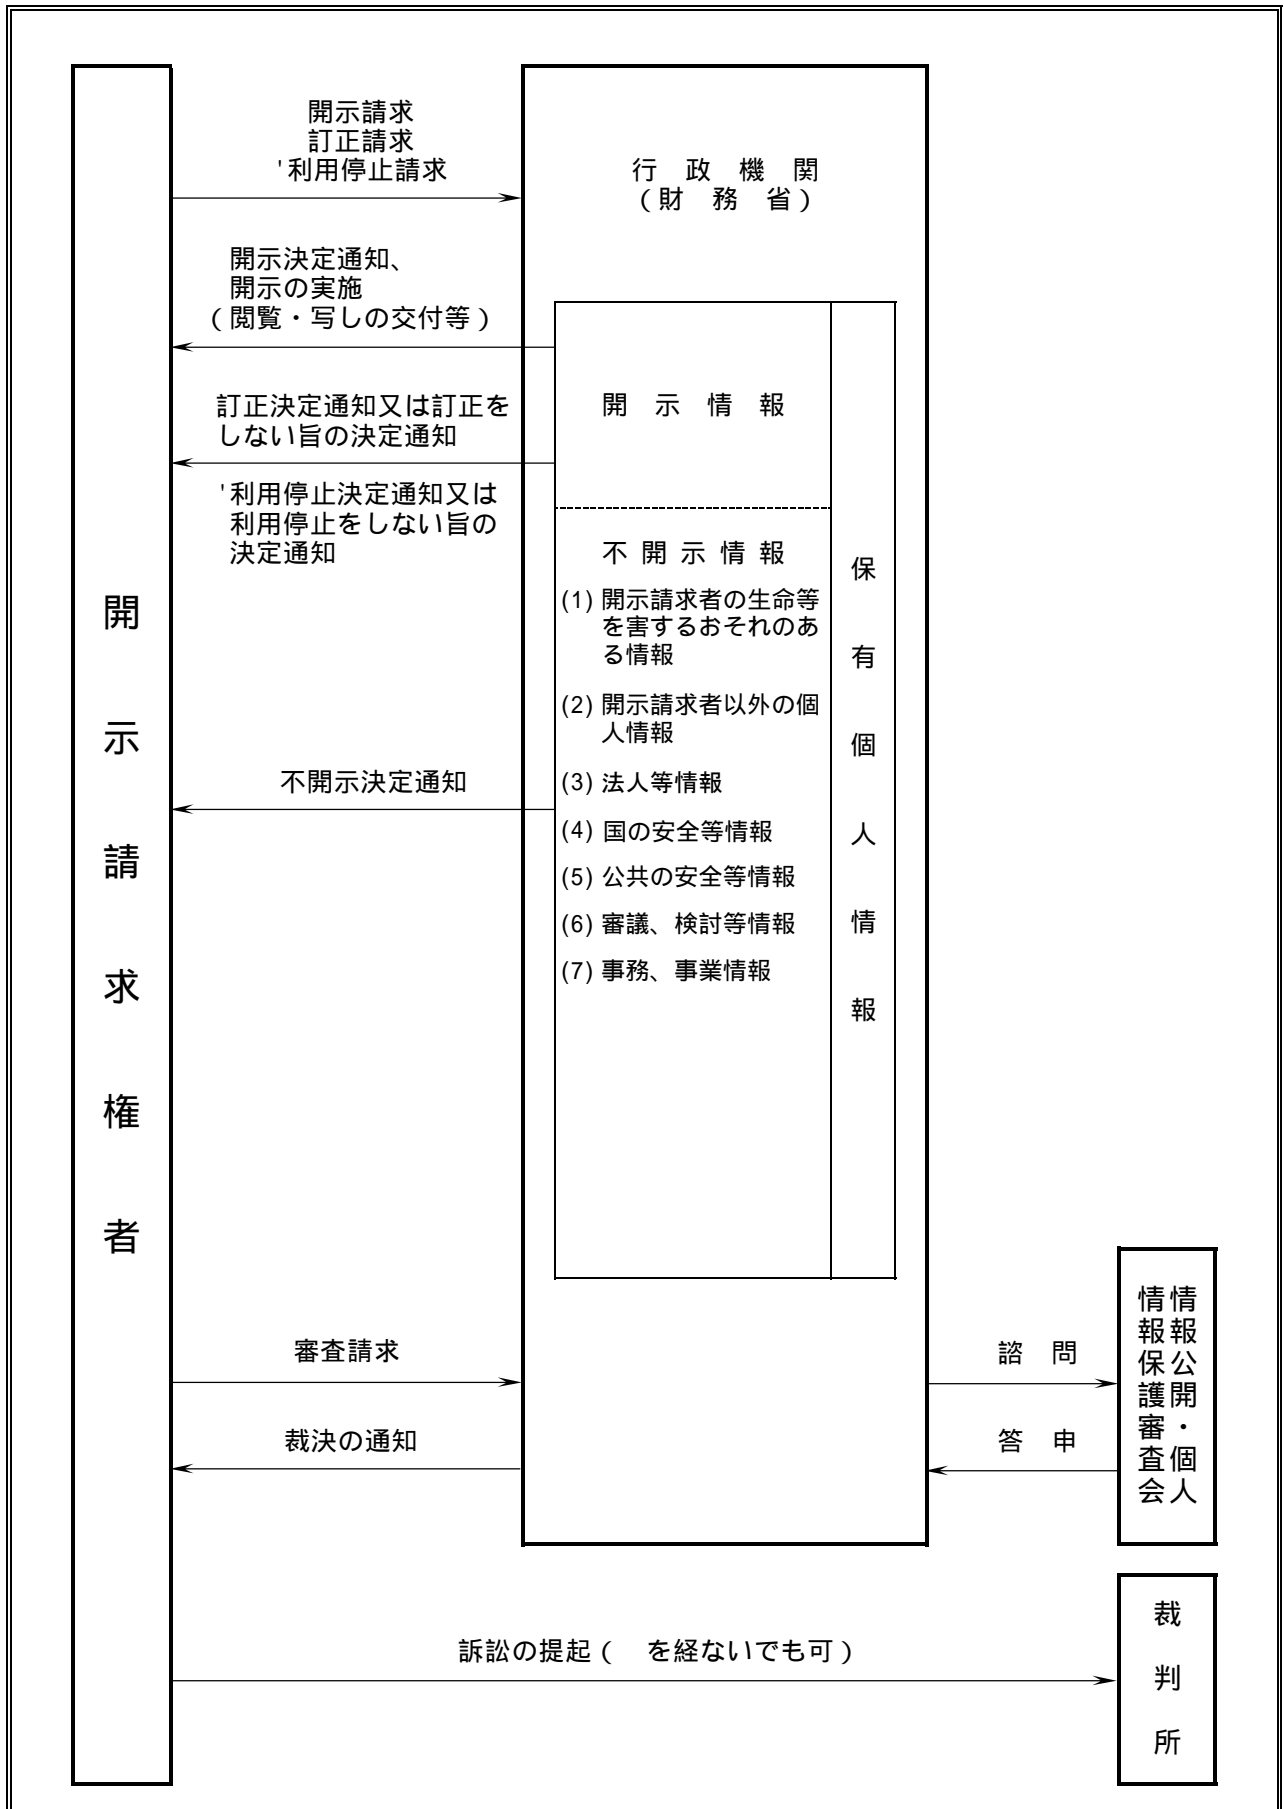 開示請求権者
開示請求
訂正請求
'利用停止請求
行政機関
（財務省）
開示決定通知、
開示の実施
（閲覧・写しの交付等）
訂正決定通知又は訂正を
しない旨の決定通知
'利用停止決定通知又は
利用停止をしない旨の
決定通知
不開示決定通知
開示情報
不開示情報
(1) 開示請求者の生命等
を害するおそれのあ
る情報
(2) 開示請求者以外の個
人情報
(3) 法人等情報
(4) 国の安全等情報
(5) 公共の安全等情報
(6) 審議、検討等情報
(7) 事務、事業情報
保有個人情報
審査請求
裁決の通知
諮問
答申
情報公開・個人
情報保護審査会
訴訟の提起（　を経ないでも可）
裁判所